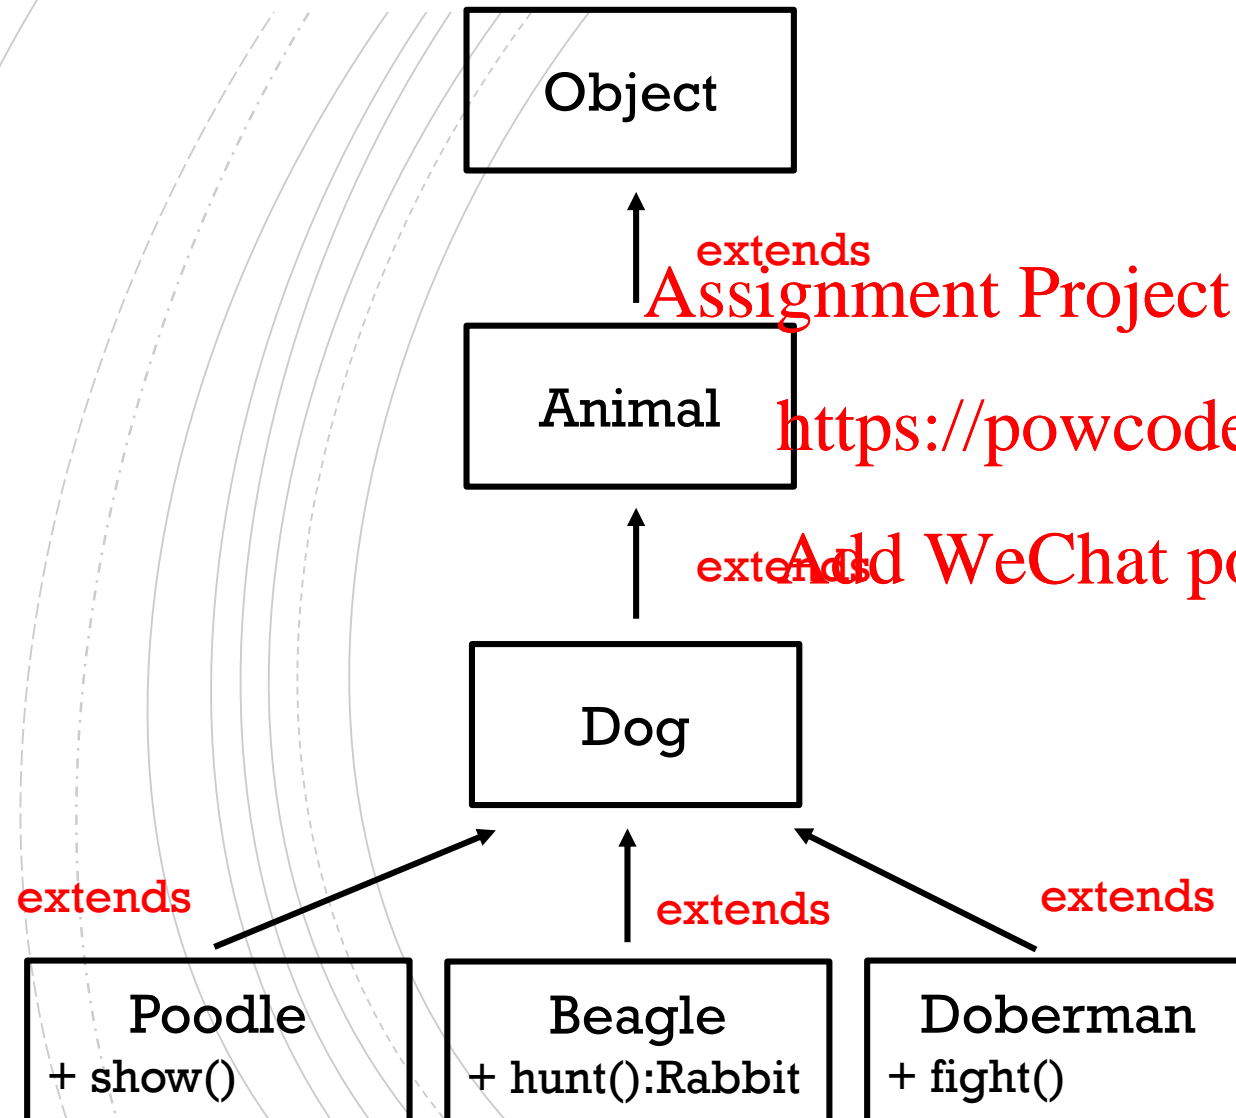 Object
extends
Assignment Project
Animal
https://powcode
extends
Add WeChat po
Dog
extends
extends
extends
Poodle
+ show()
Beagle
+ hunt():Rabbit
Doberman
+ fight()